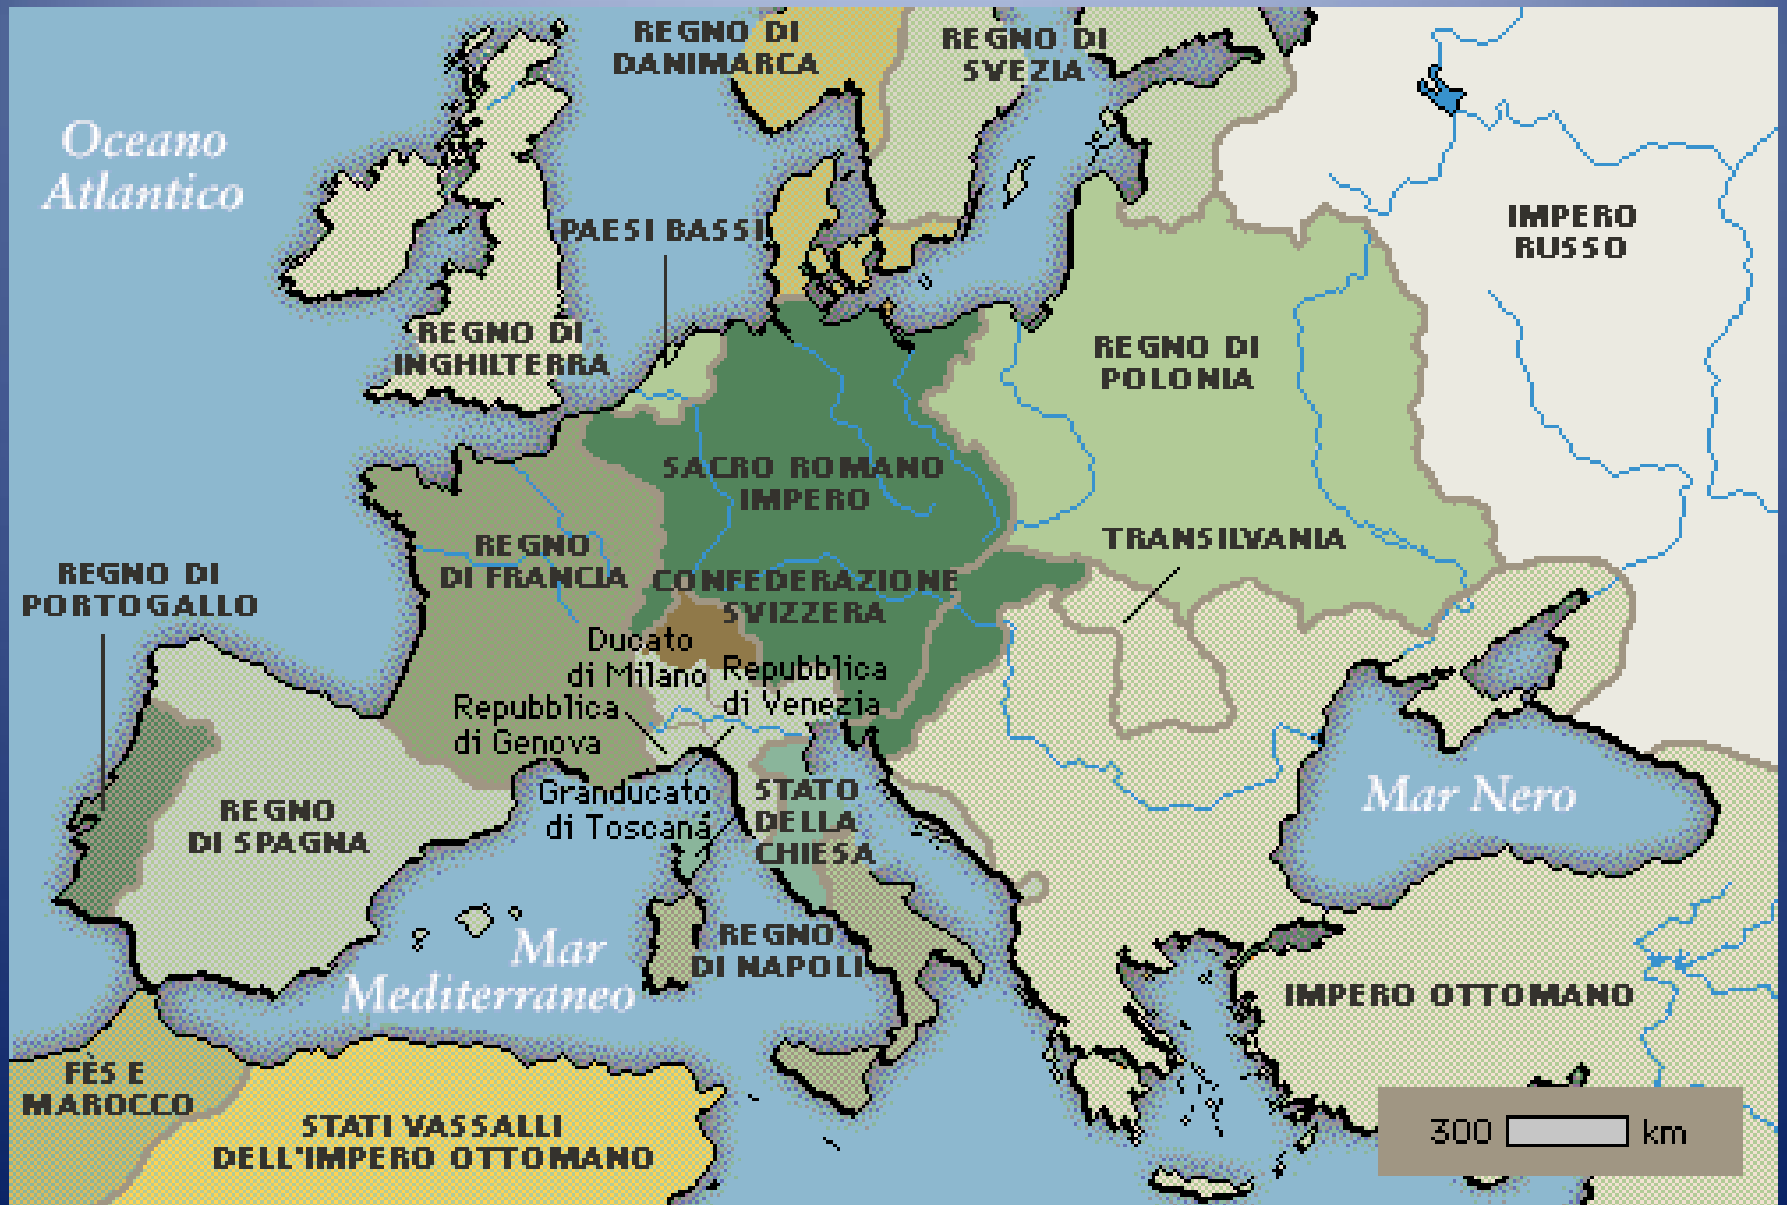 REGNO DI
DANIMARCA
REGNO DI
SVEZIA
Oceano
Atlantico
PAESI BASSI
IMPERO
RUSSO
REGNO DI
INGHILTERRA
REGNO DI
POLONIA
SACRO ROMANO
IMPERO
TRANSILVANIA
REGNO
DI FRANCIA
REGNO DI
PORTOGALLO
CONFEDERAZIONE
SVIZZERA
Ducato
di Milano
Repubblica
di Venezia
Repubblica
di Genova
Granducato
di Toscana
STATO
DELLA
CHIESA
REGNO
DI SPAGNA
Mar Nero
Mar
Mediterraneo
REGNO
DI NAPOLI
IMPERO OTTOMANO
FÈS E
MAROCCO
STATI VASSALLI
DELL'IMPERO OTTOMANO
300 km